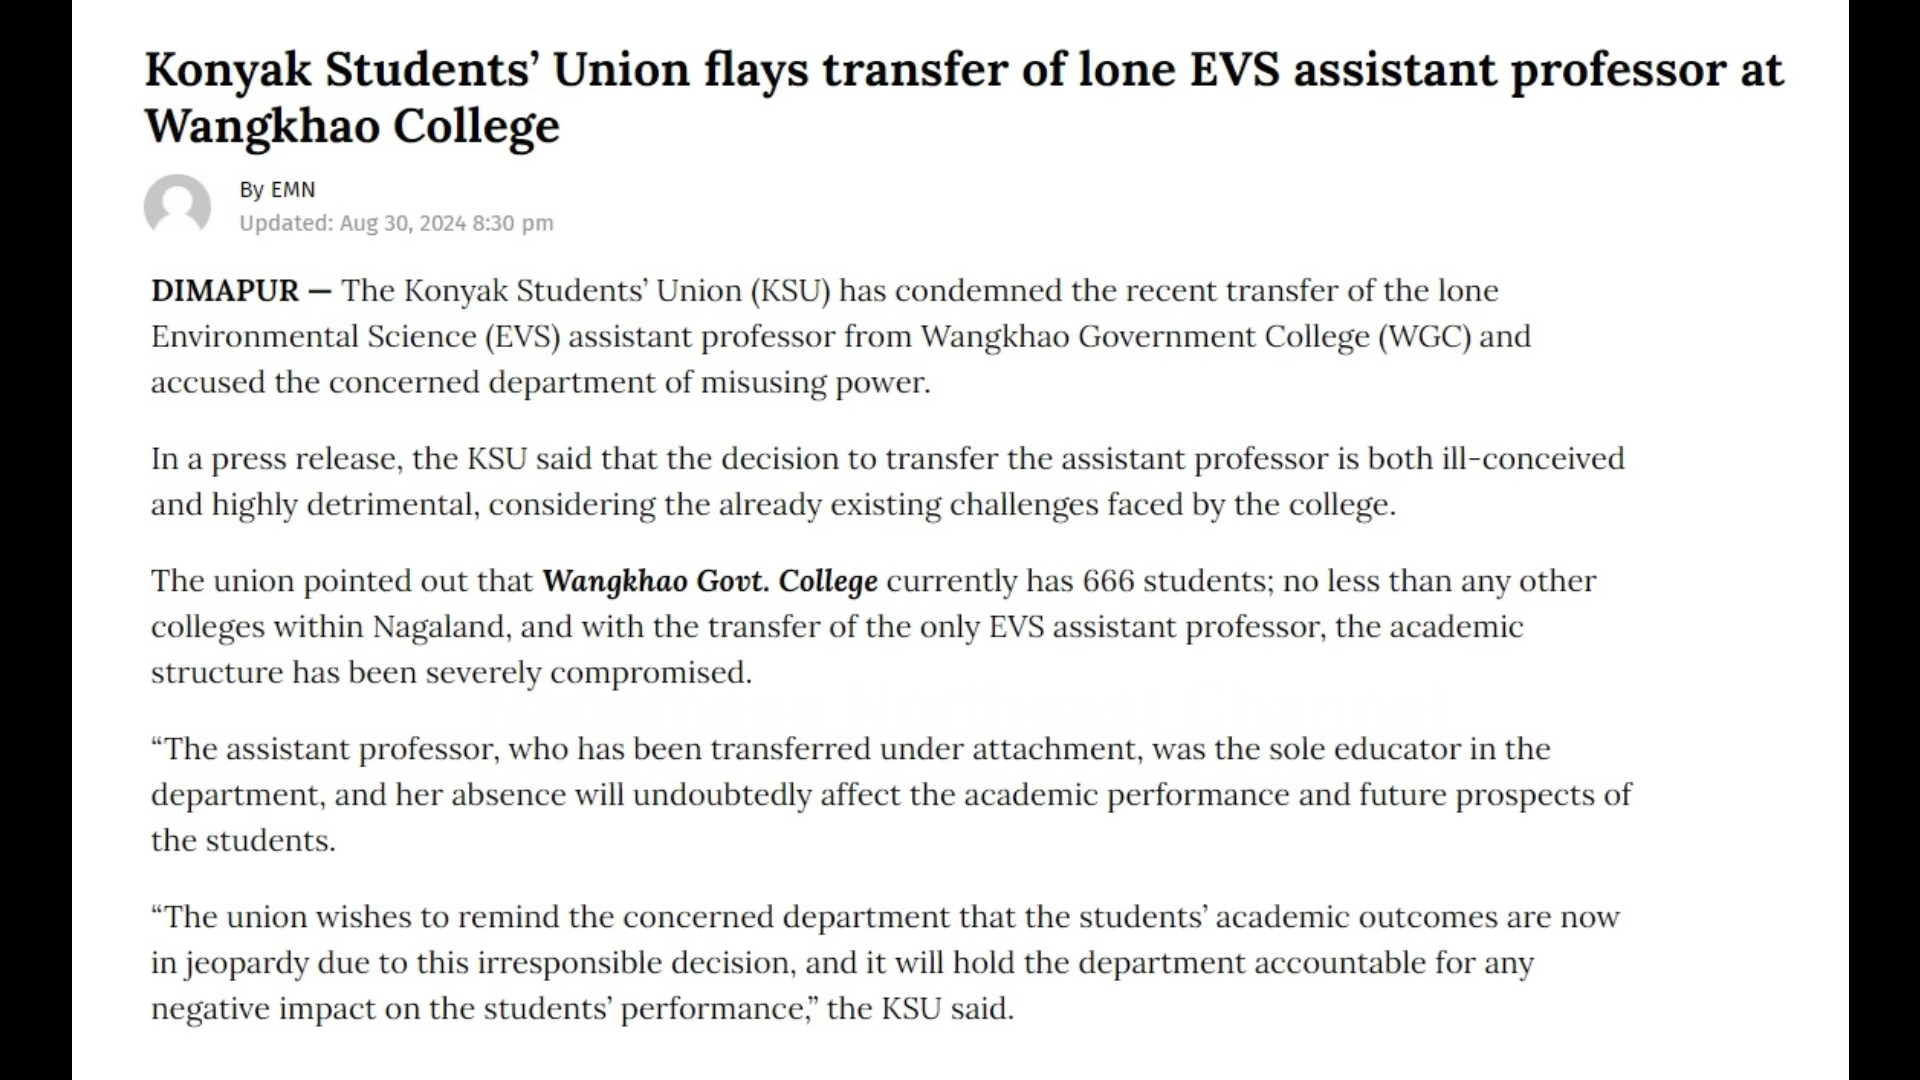 Konyak Students’ Union flays transfer of lone EVS assistant professor at
Wangkhao College
By EMN
Updated: Aug 30, 2024 8:30 pm
DIMAPUR — The Konyak Students’ Union (KSU) has condemned the recent transfer of the lone
Environmental Science (EVS) assistant professor from Wangkhao Government College (WGC) and
accused the concerned department of misusing power.
In a press release, the KSU said that the decision to transfer the assistant professor is both ill-conceived
and highly detrimental, considering the already existing challenges faced by the college.
The union pointed out that Wangkhao Govt. College currently has 666 students; no less than any other
colleges within Nagaland, and with the transfer of the only EVS assistant professor, the academic
structure has been severely compromised.
“The assistant professor, who has been transferred under attachment, was the sole educator in the
department, and her absence will undoubtedly affect the academic performance and future prospects of
the students.
“The union wishes to remind the concerned department that the students’ academic outcomes are now
in jeopardy due to this irresponsible decision, and it will hold the department accountable for any
negative impact on the students’ performance,” the KSU said.